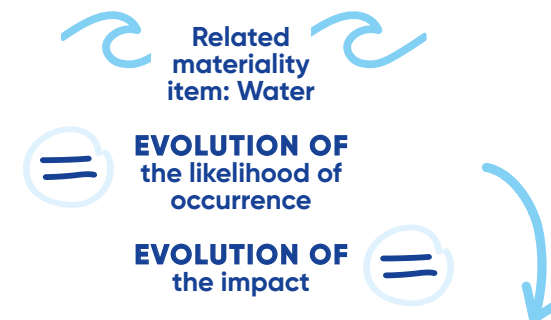 Related
materiality
item: Water
EVOLUTION OF
the likelihood of
occurrence
EVOLUTION OF
the impact